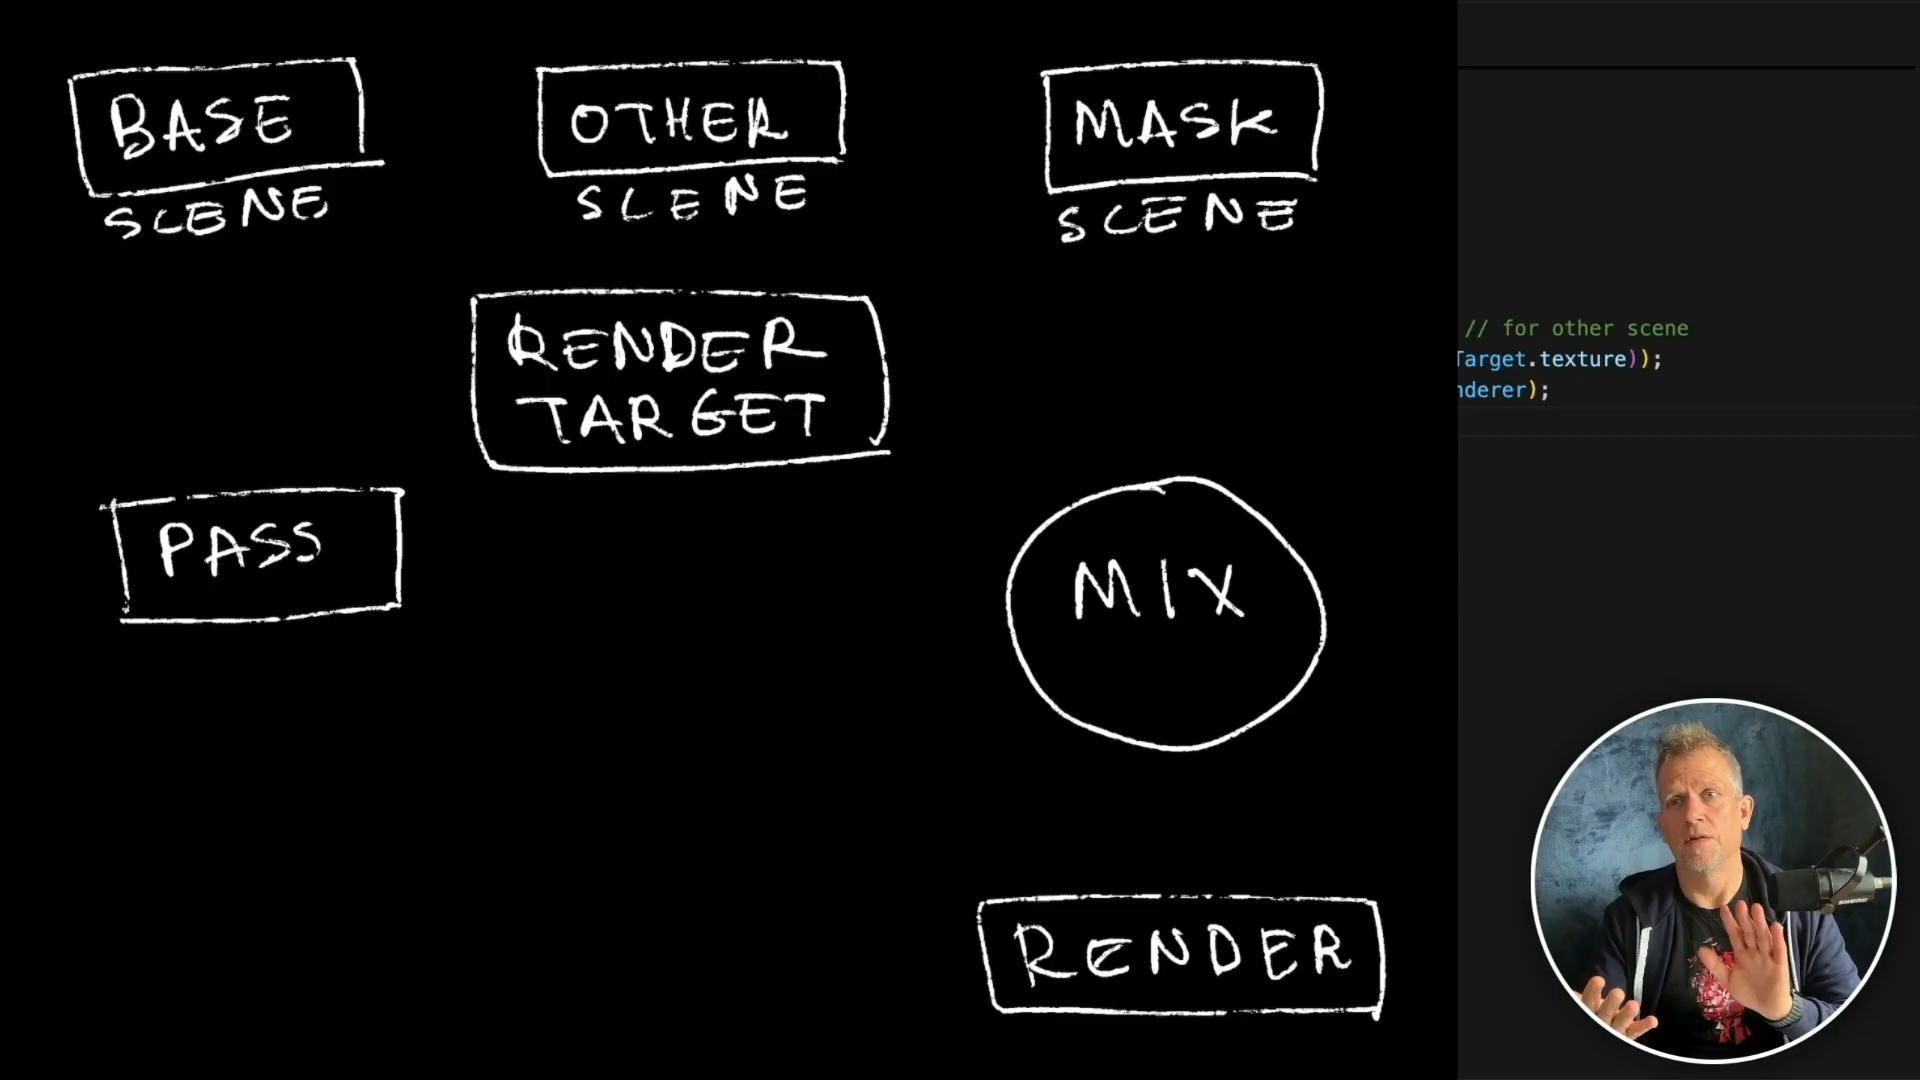 BASE
SCENE
OTHER
SCENE
MASK
SCENE
RENDER
TARGET
PASS
MIX
RENDER
// for other scene
Target.texture));
nderer);